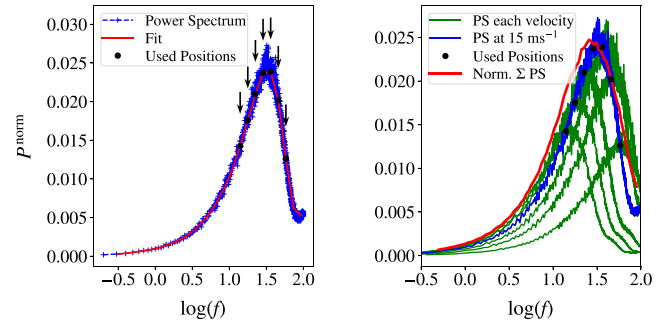 Power Spectrum
Fit
Used Positions
P^norm
0.030
0.025
0.020
0.015
0.010
0.005
0.000
−0.5 0.0 0.5 1.0 1.5 2.0
log(f)
PS each velocity
PS at 15 ms⁻¹
Used Positions
Norm. Σ PS
0.025
0.020
0.015
0.010
0.005
0.000
−0.5 0.0 0.5 1.0 1.5 2.0
log(f)